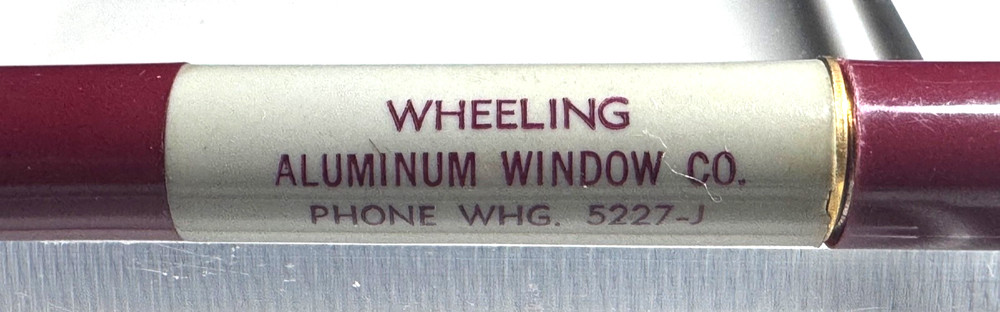 WHEELING
ALUMINUM WINDOW CO.
PHONE WHG. 5227-J